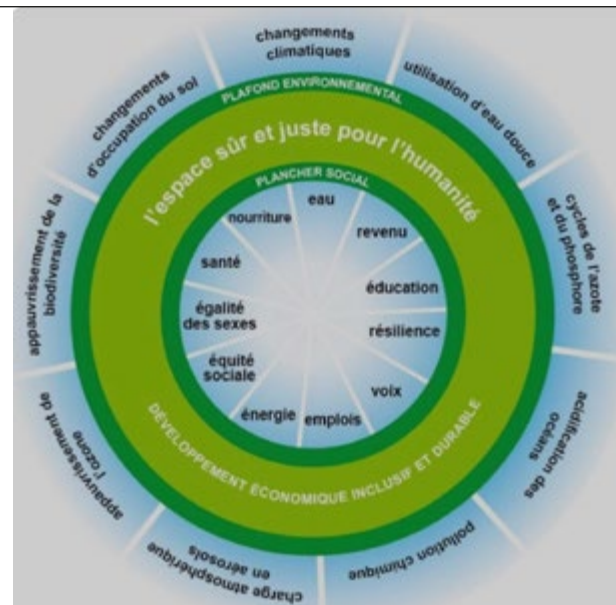 changements
climatiques
utilisation d'eau douce
cycles de l'azote
et du phosphore
acidification des
océans
pollution chimique
charge atmosphérique
en aérosols
appauvrissement de
l'ozone
appauvrissement de la
biodiversité
changements
d'occupation du sol
PLAFOND ENVIRONNEMENTAL
l'espace sûr et juste pour l'humanité
PLANCHER SOCIAL
eau
revenu
éducation
résilience
voix
emplois
énergie
équité
sociale
égalité
des sexes
santé
nourriture
DÉVELOPPEMENT ÉCONOMIQUE INCLUSIF ET DURABLE